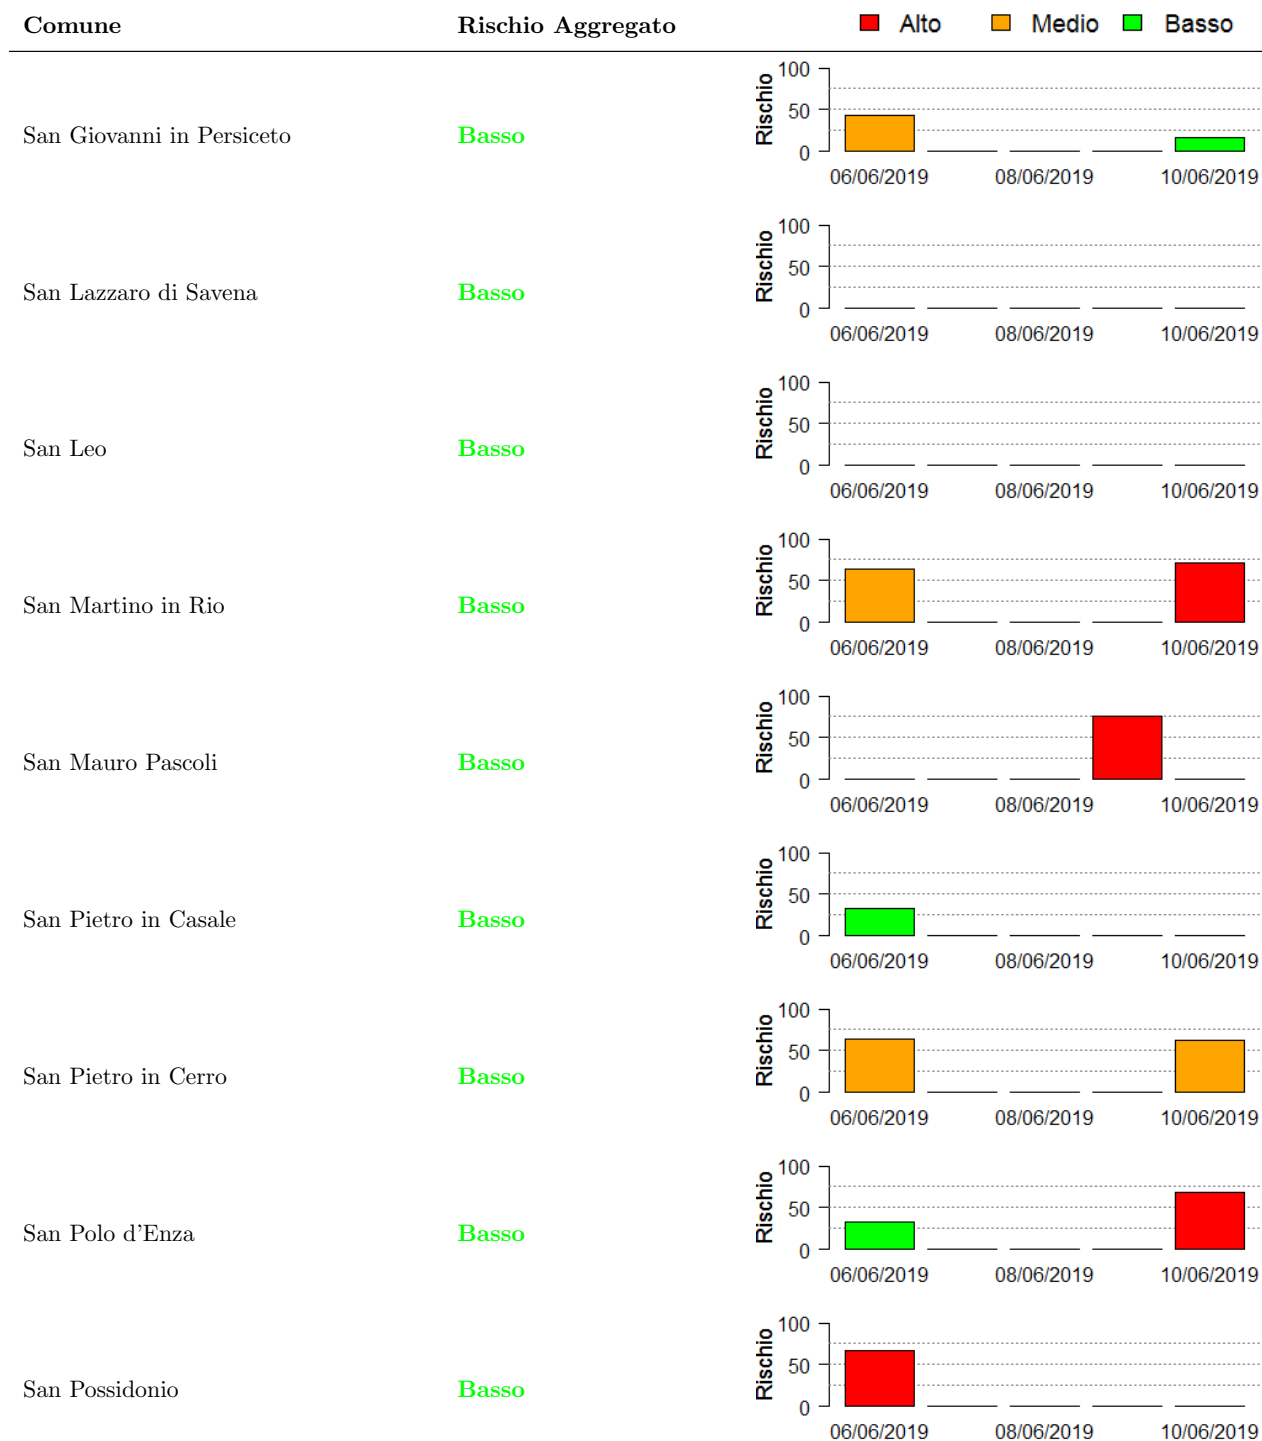 Comune Rischio Aggregato Alto Medio Basso
San Giovanni in Persiceto Basso
Rischio
100
50
0
06/06/2019 08/06/2019 10/06/2019
San Lazzaro di Savena Basso
Rischio
100
50
0
06/06/2019 08/06/2019 10/06/2019
San Leo Basso
Rischio
100
50
0
06/06/2019 08/06/2019 10/06/2019
San Martino in Rio Basso
Rischio
100
50
0
06/06/2019 08/06/2019 10/06/2019
San Mauro Pascoli Basso
Rischio
100
50
0
06/06/2019 08/06/2019 10/06/2019
San Pietro in Casale Basso
Rischio
100
50
0
06/06/2019 08/06/2019 10/06/2019
San Pietro in Cerro Basso
Rischio
100
50
0
06/06/2019 08/06/2019 10/06/2019
San Polo d'Enza Basso
Rischio
100
50
0
06/06/2019 08/06/2019 10/06/2019
San Possidonio Basso
Rischio
100
50
0
06/06/2019 08/06/2019 10/06/2019